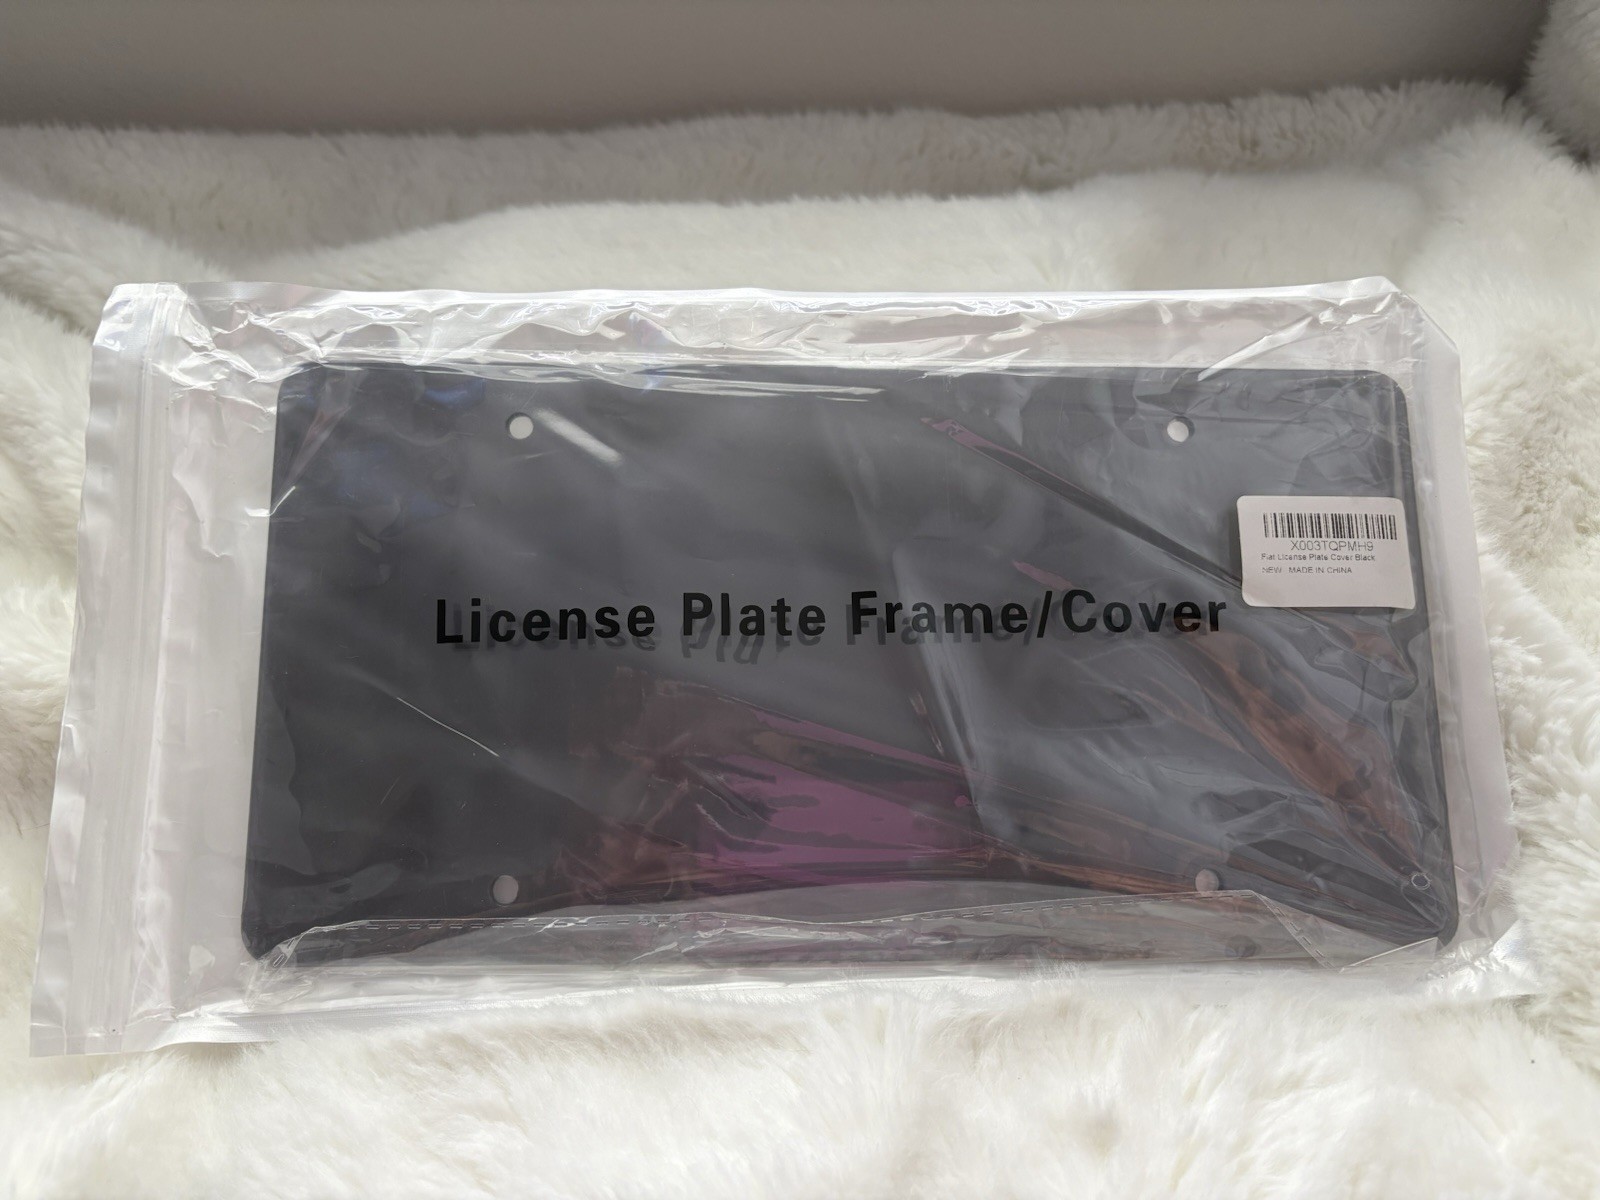 X003TQPMH9
Flat License Plate Cover Black
NEW MADE IN CHINA
License Plate Frame/Cover